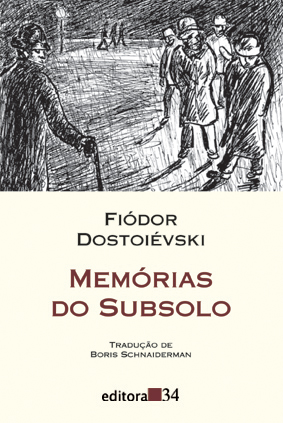 FIÓDOR
DOSTOIÉVSKI
MEMÓRIAS
DO SUBSOLO
TRADUÇÃO DE
BORIS SCHNAIDERMAN
editora 34